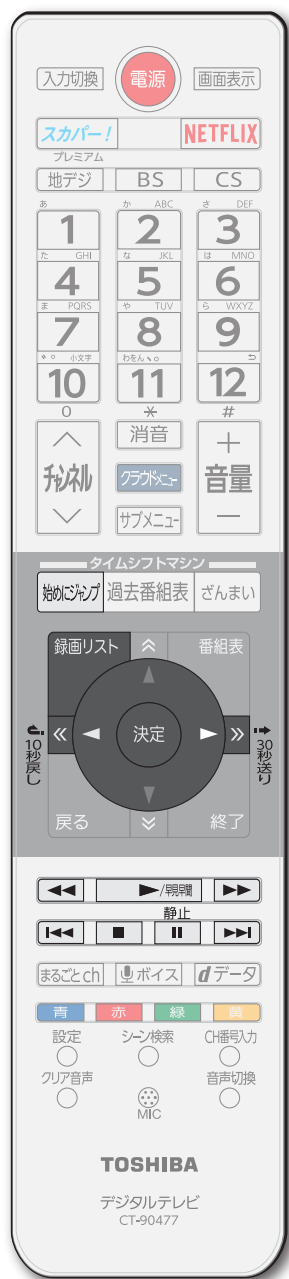 入力切換 電源 画面表示
スカパー! NETFLIX
プレミアム
地デジ BS CS
あ か ABC さ DEF
1 2 3
た GHI な JKL は MNO
4 5 6
ま PQRS や TUV ら WXYZ
7 8 9
゛゜ 小文字 わをん、。
10 11 12
0 * #
消音
チャンネル クラウドメニュー + 音量 -
サブメニュー
タイムシフトマシン
始めにジャンプ 過去番組表 ざんまい
録画リスト 番組表
10秒戻し 決定 30秒送り
戻る 終了
静止
まるごとch ボイス dデータ
青 赤 緑 黄
設定 シーン検索 CH番号入力
クリア音声 音声切換
MIC
TOSHIBA
デジタルテレビ
CT-90477